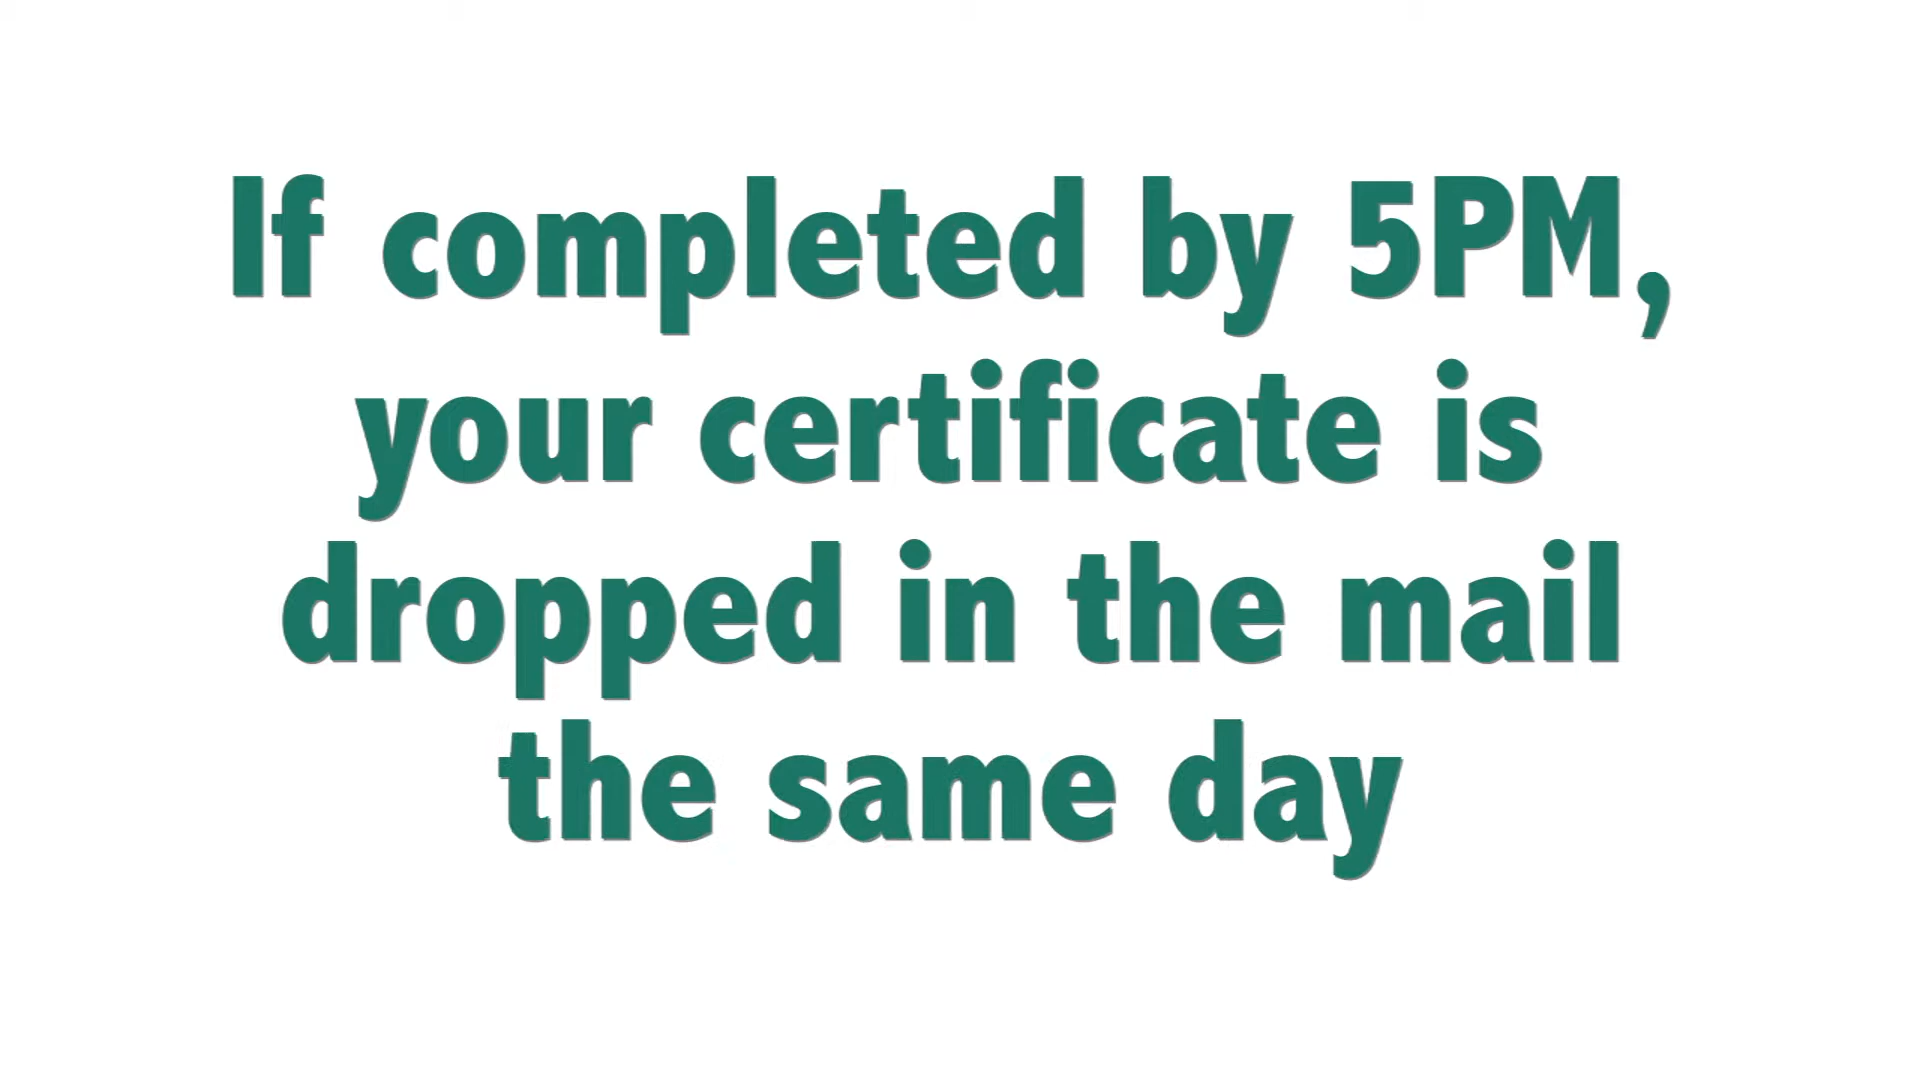 If completed by 5PM,
your certificate is
dropped in the mail
the same day